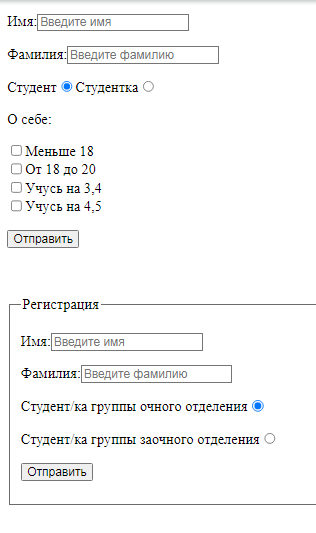 Имя: Введите имя
Фамилия: Введите фамилию
Студент Студентка
О себе:
Меньше 18
От 18 до 20
Учусь на 3,4
Учусь на 4,5
Отправить
Регистрация
Имя: Введите имя
Фамилия: Введите фамилию
Студент/ка группы очного отделения
Студент/ка группы заочного отделения
Отправить